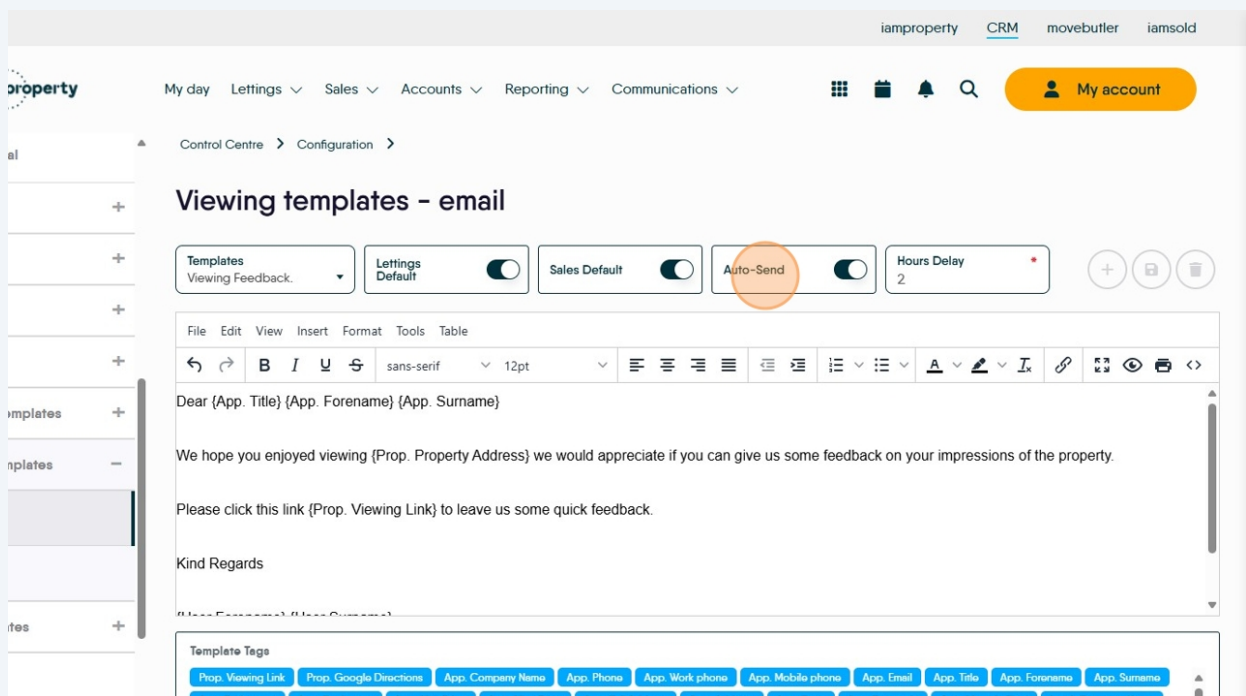 iamproperty CRM movebutler iamsold
property
My day Lettings Sales Accounts Reporting Communications My account
Control Centre Configuration
Viewing templates - email
Templates
Viewing Feedback.
Lettings Default
Sales Default
Auto-Send
Hours Delay *
2
File Edit View Insert Format Tools Table
B I U S sans-serif 12pt
Dear {App. Title} {App. Forename} {App. Surname}
We hope you enjoyed viewing {Prop. Property Address} we would appreciate if you can give us some feedback on your impressions of the property.
Please click this link {Prop. Viewing Link} to leave us some quick feedback.
Kind Regards
{User Forename} {User Surname}
Template Tags
Prop. Viewing Link Prop. Google Directions App. Company Name App. Phone App. Work phone App. Mobile phone App. Email App. Title App. Forename App. Surname